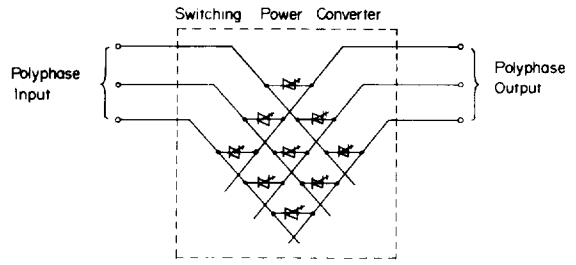 Switching Power Converter
Polyphase
Input
Polyphase
Output